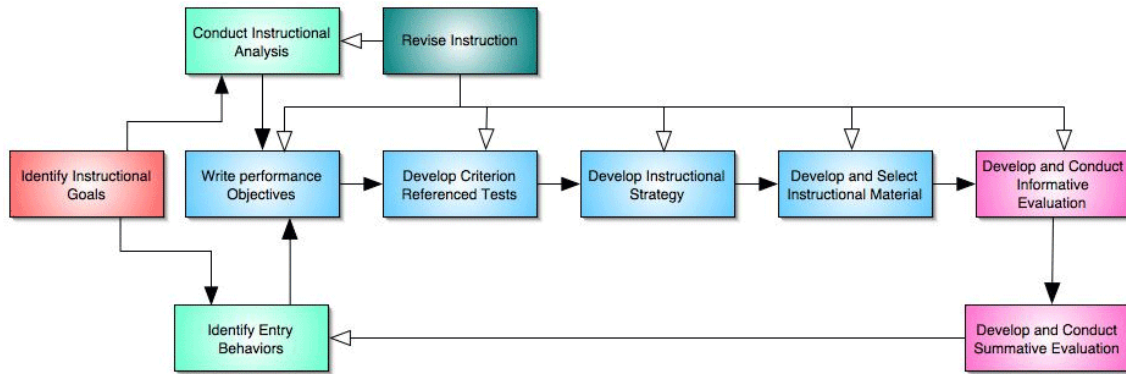 Conduct Instructional
Analysis
Revise Instruction
Identify Instructional
Goals
Write performance
Objectives
Develop Criterion
Referenced Tests
Develop Instructional
Strategy
Develop and Select
Instructional Material
Develop and Conduct
Informative
Evaluation
Identify Entry
Behaviors
Develop and Conduct
Summative Evaluation